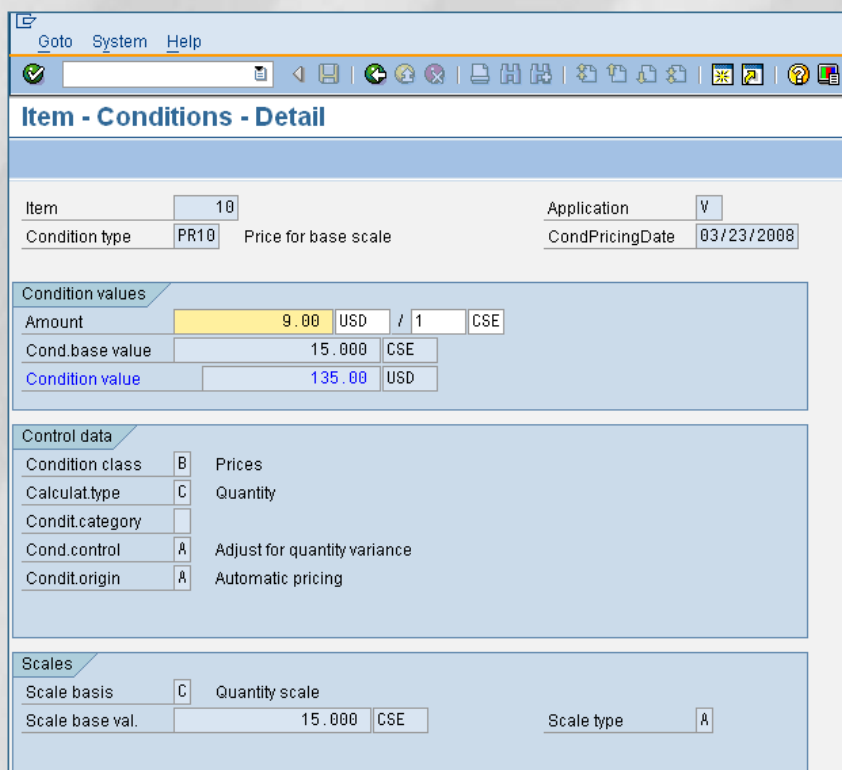 Goto System Help
Item - Conditions - Detail
Item 10 Application V
Condition type PR10 Price for base scale CondPricingDate 03/23/2008
Condition values
Amount 9.00 USD / 1 CSE
Cond.base value 15.000 CSE
Condition value 135.00 USD
Control data
Condition class B Prices
Calculat.type C Quantity
Condit.category
Cond.control A Adjust for quantity variance
Condit.origin A Automatic pricing
Scales
Scale basis C Quantity scale
Scale base val. 15.000 CSE Scale type A